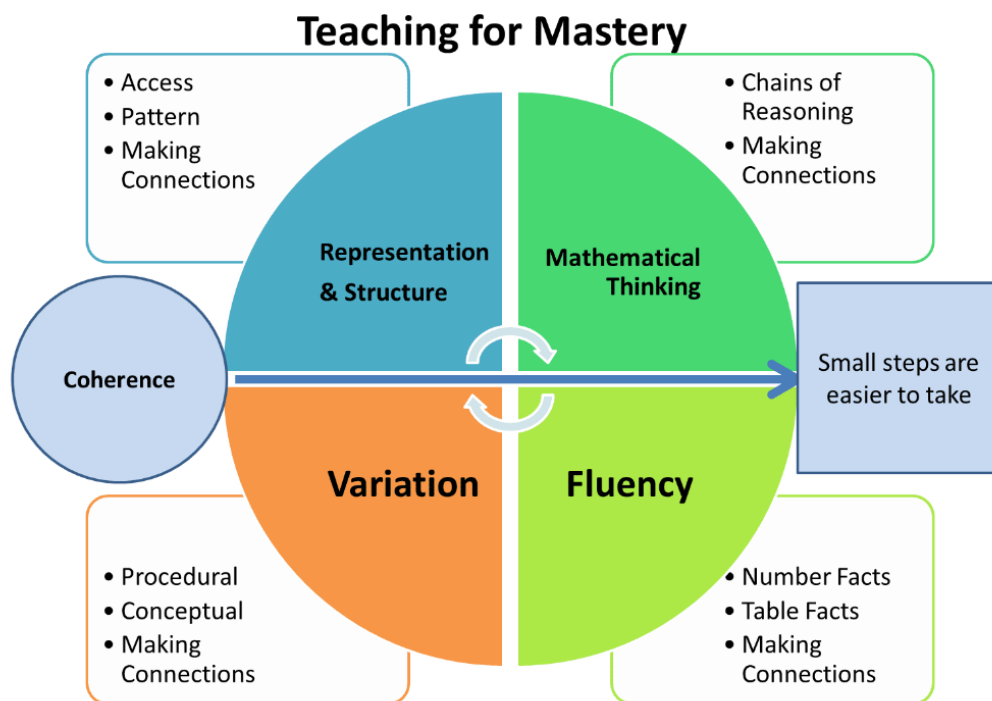 Teaching for Mastery
• Access
• Pattern
• Making
Connections
• Chains of
Reasoning
• Making
Connections
Representation
& Structure
Mathematical
Thinking
Coherence
Small steps are
easier to take
Variation
Fluency
• Procedural
• Conceptual
• Making
Connections
• Number Facts
• Table Facts
• Making
Connections